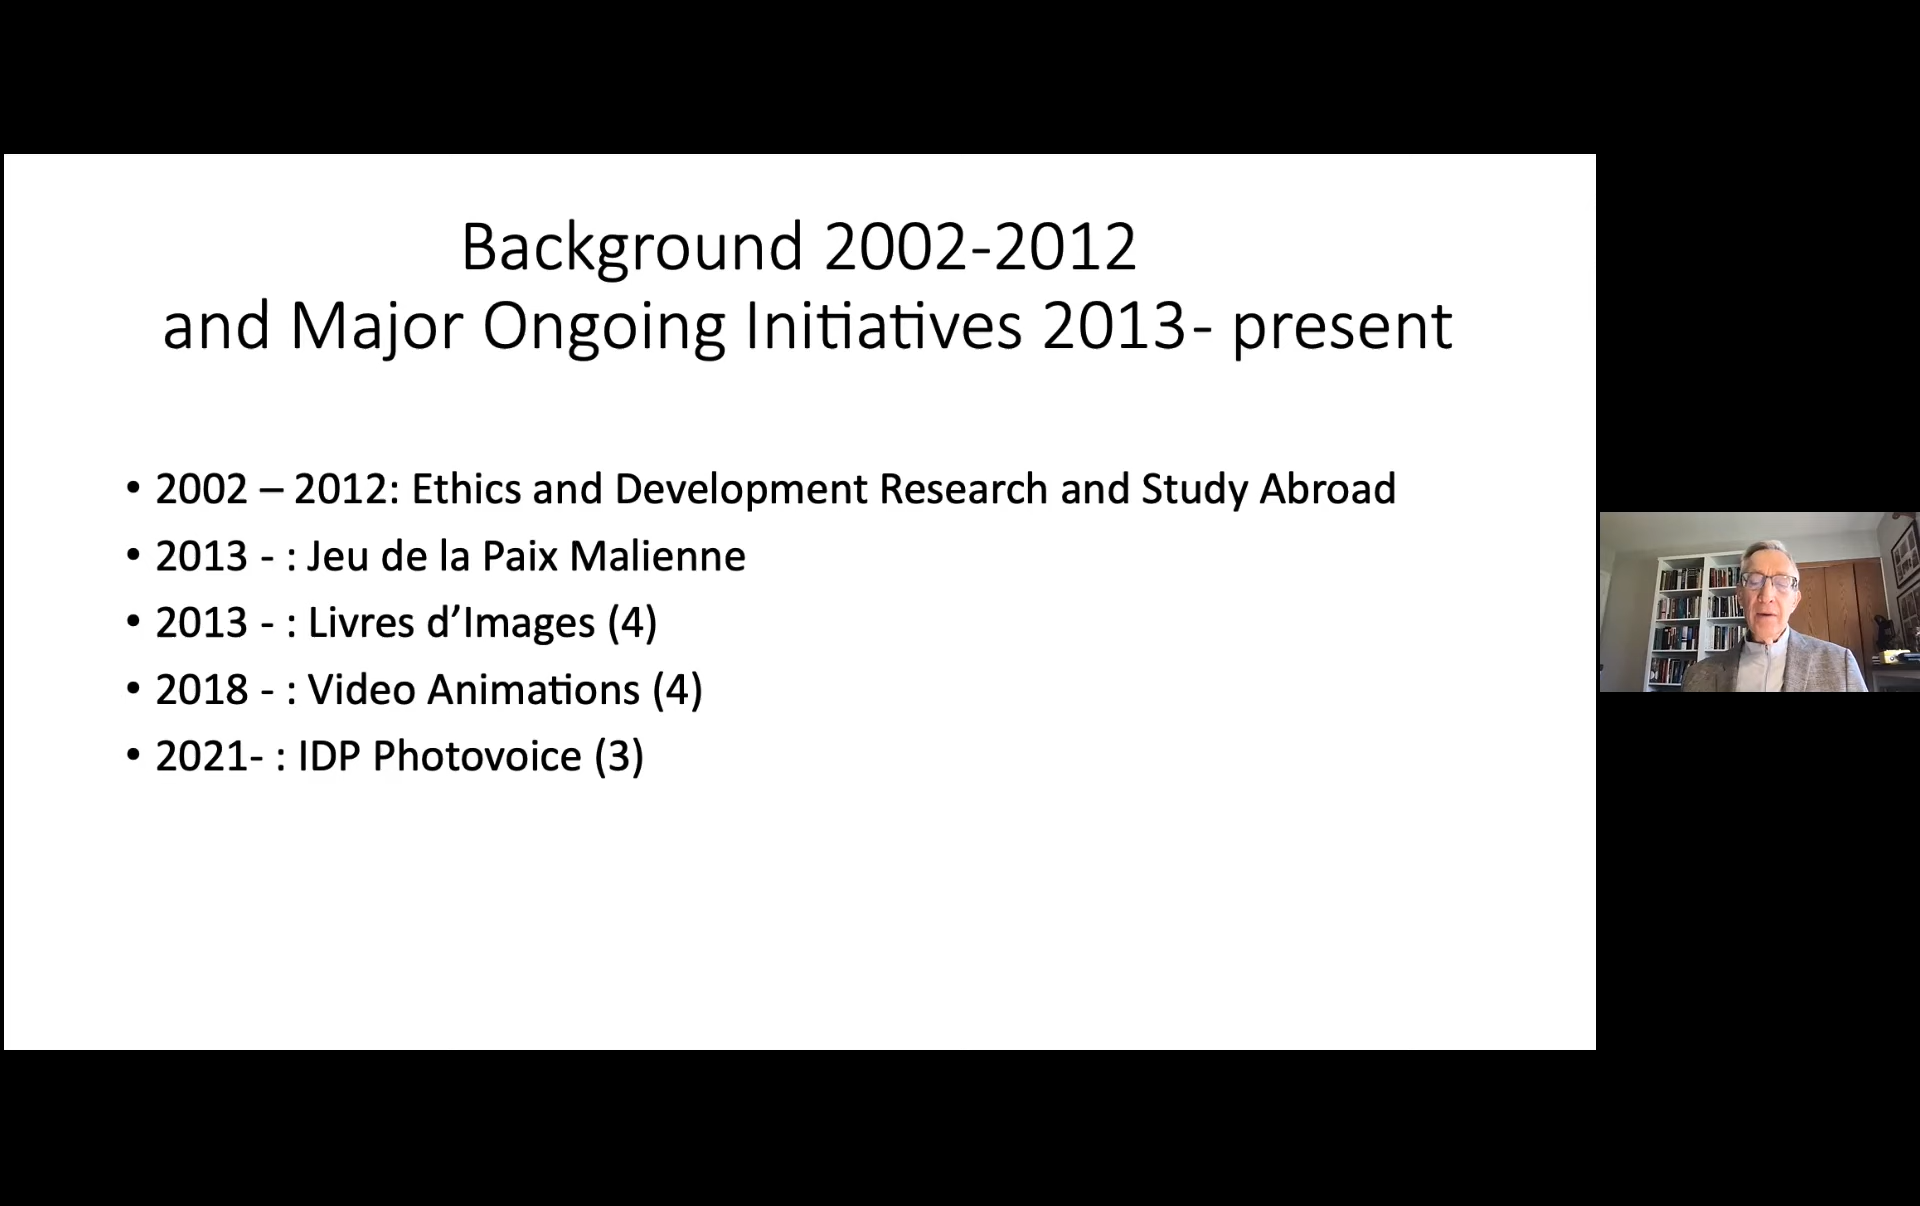 Background 2002-2012
and Major Ongoing Initiatives 2013- present
• 2002 – 2012: Ethics and Development Research and Study Abroad
• 2013 - : Jeu de la Paix Malienne
• 2013 - : Livres d’Images (4)
• 2018 - : Video Animations (4)
• 2021- : IDP Photovoice (3)